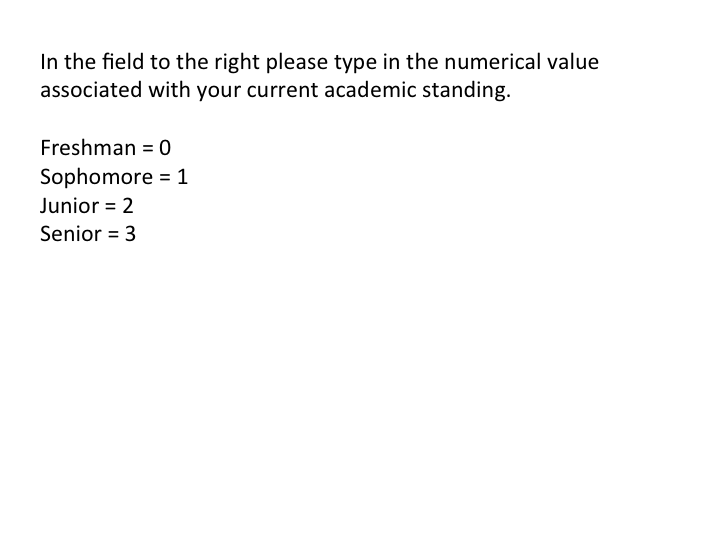 In the field to the right please type in the numerical value
associated with your current academic standing.
Freshman = 0
Sophomore = 1
Junior = 2
Senior = 3